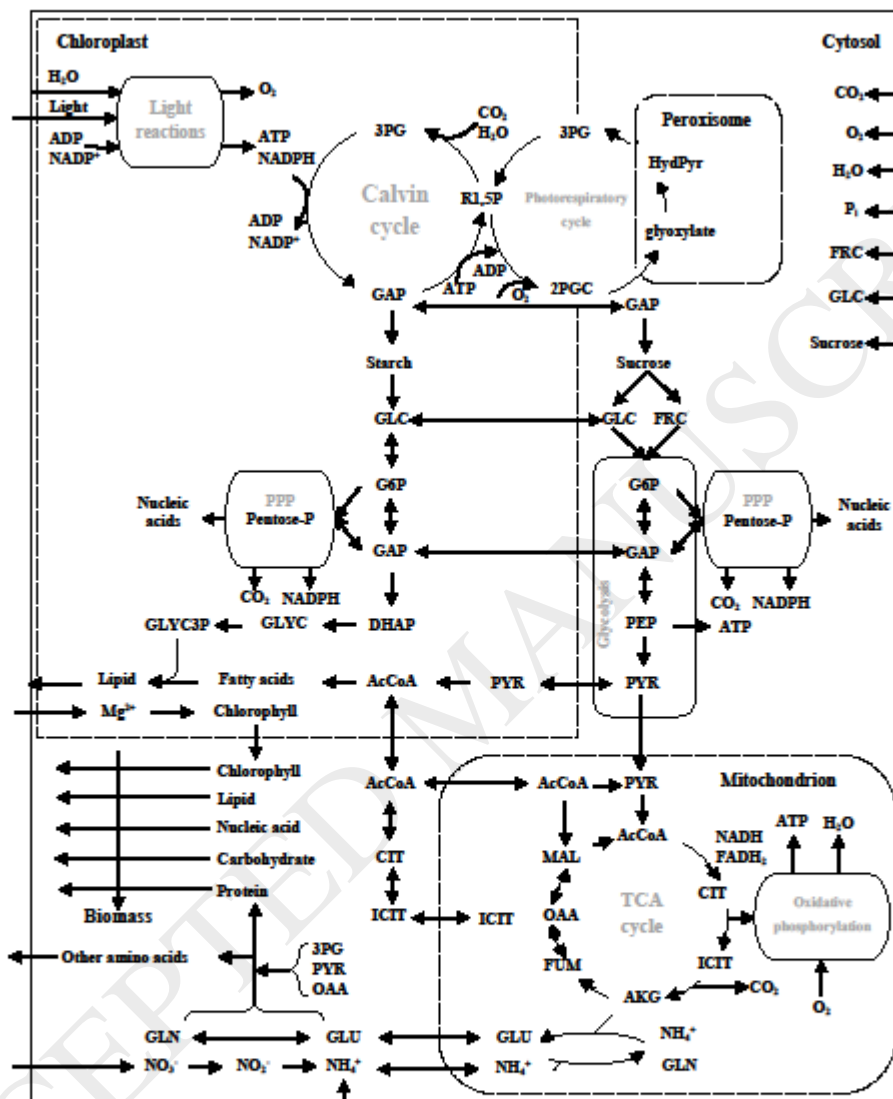 Chloroplast
Cytosol
H₂O
Light
ADP
NADP⁺
Light
reactions
O₂
ATP
NADPH
ADP
NADP⁺
3PG
CO₂
H₂O
Calvin
cycle
R1,5P
GAP
ATP
ADP
O₂
3PG
Photorespiratory
cycle
2PGC
Peroxisome
HydPyr
glyoxylate
CO₂
O₂
H₂O
Pᵢ
FRC
GLC
Sucrose
GAP
Starch
Sucrose
GLC
GLC
FRC
G6P
G6P
Nucleic
acids
PPP
Pentose-P
PPP
Pentose-P
Nucleic
acids
GAP
GAP
CO₂
NADPH
CO₂
NADPH
Glycolysis
GLYC3P
GLYC
DHAP
PEP
ATP
Lipid
Fatty acids
AcCoA
PYR
PYR
Mg²⁺
Chlorophyll
Chlorophyll
Lipid
Nucleic acid
Carbohydrate
Protein
Biomass
AcCoA
AcCoA
PYR
Mitochondrion
AcCoA
CIT
MAL
NADH
FADH₂
ATP
H₂O
CIT
TCA
cycle
Oxidative
phosphorylation
ICIT
ICIT
OAA
ICIT
FUM
AKG
CO₂
O₂
Other amino acids
3PG
PYR
OAA
GLN
GLU
GLU
NH₄⁺
NO₃⁻
NO₂⁻
NH₄⁺
NH₄⁺
GLN
CEPTED MANUSCR